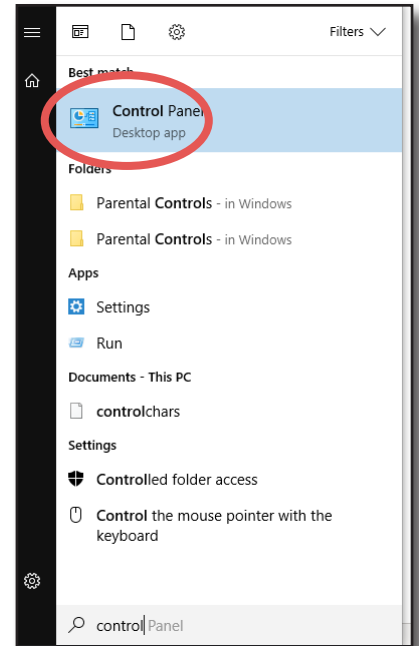 Filters
Best match
Control Panel
Desktop app
Folders
Parental Controls - in Windows
Parental Controls - in Windows
Apps
Settings
Run
Documents - This PC
controlchars
Settings
Controlled folder access
Control the mouse pointer with the
keyboard
control Panel